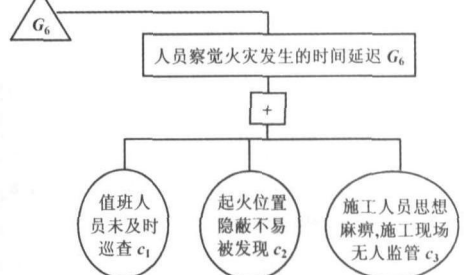 G₆
人员察觉火灾发生的时间延迟 G₆
+
值班人
员未及时
巡查 c₁
起火位置
隐蔽不易
被发现 c₂
施工人员思想
麻痹,施工现场
无人监管 c₃